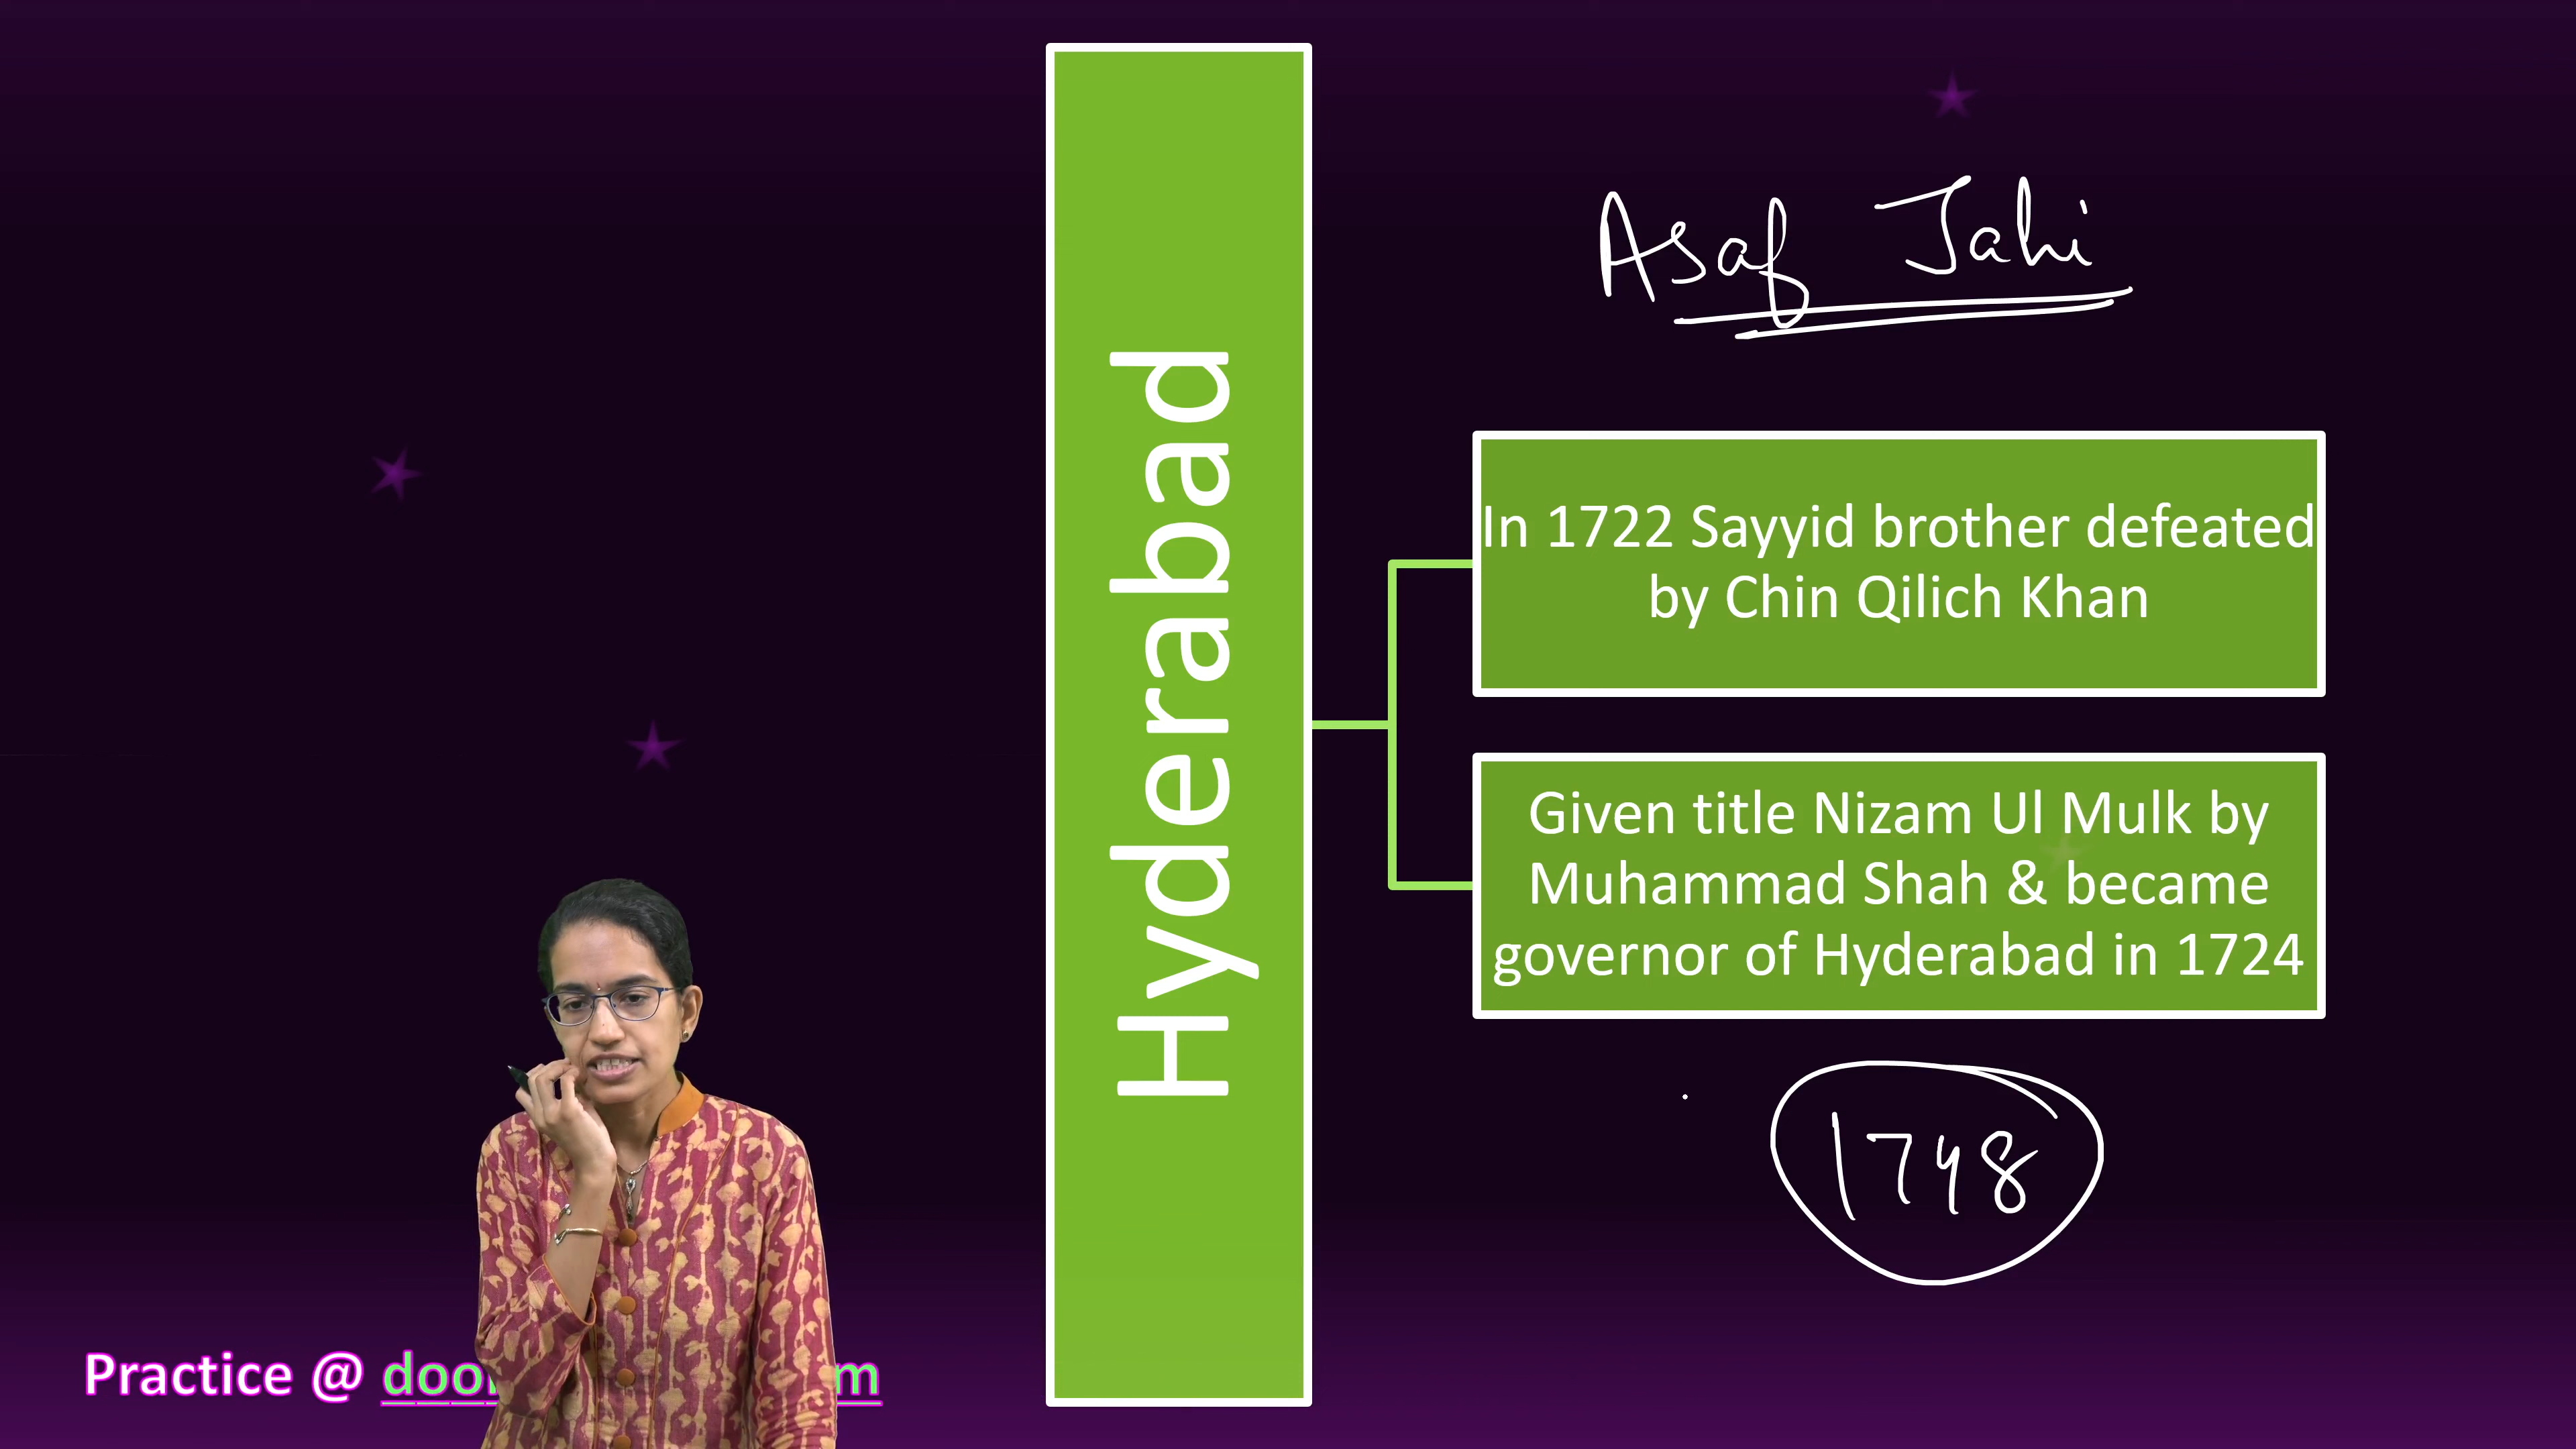 Asaf Jahi
Hyderabad
In 1722 Sayyid brother defeated
by Chin Qilich Khan
Given title Nizam Ul Mulk by
Muhammad Shah & became
governor of Hyderabad in 1724
1748
Practice @